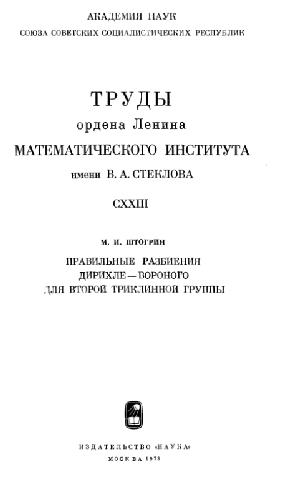 АКАДЕМИЯ НАУК
СОЮЗА СОВЕТСКИХ СОЦИАЛИСТИЧЕСКИХ РЕСПУБЛИК
ТРУДЫ
ордена Ленина
МАТЕМАТИЧЕСКОГО ИНСТИТУТА
имени В. А. СТЕКЛОВА
CXXIII
М. И. ШТОГРИН
ПРАВИЛЬНЫЕ РАЗБИЕНИЯ
ДИРИХЛЕ—ВОРОНОГО
ДЛЯ ВТОРОЙ ТРИКЛИННОЙ ГРУППЫ
ИЗДАТЕЛЬСТВО «НАУКА»
МОСКВА 1973